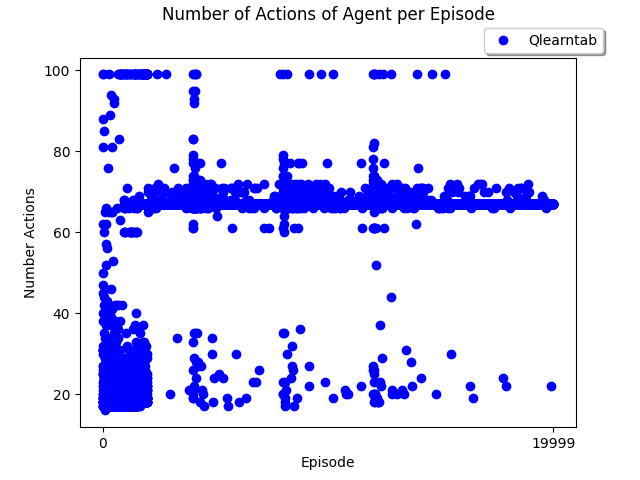 Number of Actions of Agent per Episode
Qlearntab
100
80
60
40
20
Number Actions
0
19999
Episode